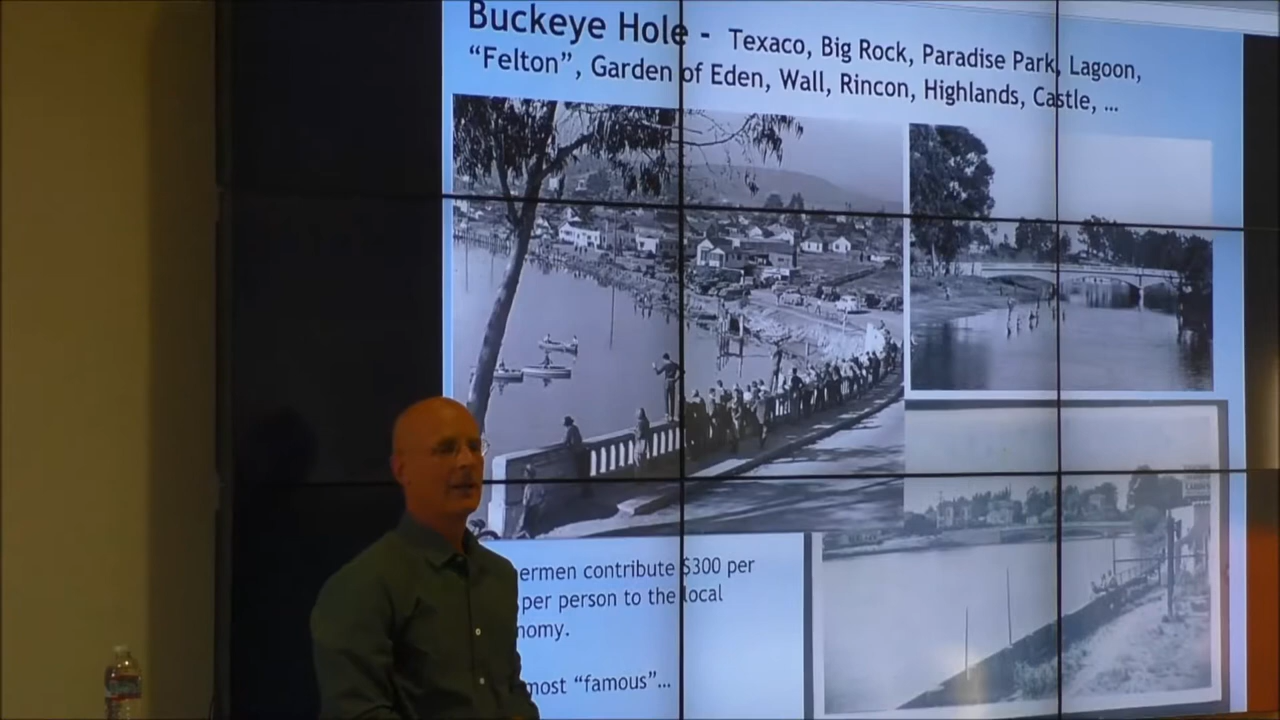 Buckeye Hole - Texaco, Big Rock, Paradise Park, Lagoon,
“Felton”, Garden of Eden, Wall, Rincon, Highlands, Castle, ...
ermen contribute $300 per
per person to the local
nomy.
most “famous”...